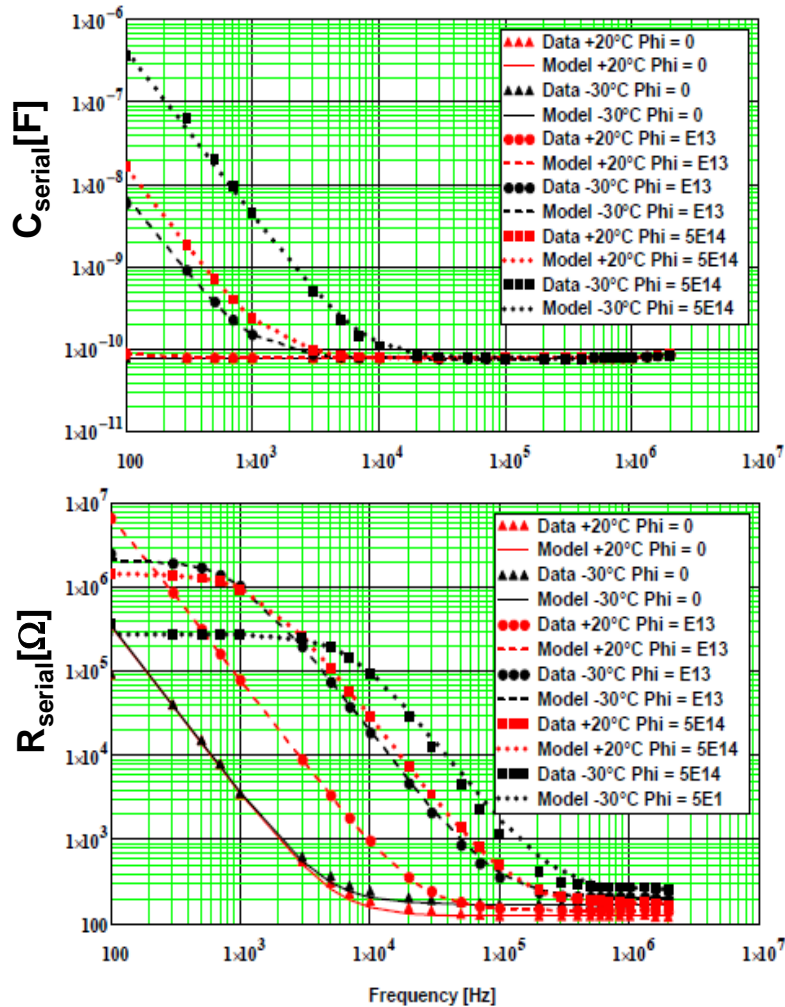 1×10⁻⁶
1×10⁻⁷
1×10⁻⁸
1×10⁻⁹
1×10⁻¹⁰
1×10⁻¹¹
C serial [F]
Data +20°C Phi = 0
Model +20°C Phi = 0
Data -30°C Phi = 0
Model -30°C Phi = 0
Data +20°C Phi = E13
Model +20°C Phi = E13
Data -30°C Phi = E13
Model -30°C Phi = E13
Data +20°C Phi = 5E14
Model +20°C Phi = 5E14
Data -30°C Phi = 5E14
Model -30°C Phi = 5E14
100 1×10³ 1×10⁴ 1×10⁵ 1×10⁶ 1×10⁷
1×10⁷
1×10⁶
1×10⁵
1×10⁴
1×10³
100
R serial [Ω]
Data +20°C Phi = 0
Model +20°C Phi = 0
Data -30°C Phi = 0
Model -30°C Phi = 0
Data +20°C Phi = E13
Model +20°C Phi = E13
Data -30°C Phi = E13
Model -30°C Phi = E13
Data +20°C Phi = 5E14
Model +20°C Phi = 5E14
Data -30°C Phi = 5E14
Model -30°C Phi = 5E1
100 1×10³ 1×10⁴ 1×10⁵ 1×10⁶ 1×10⁷
Frequency [Hz]